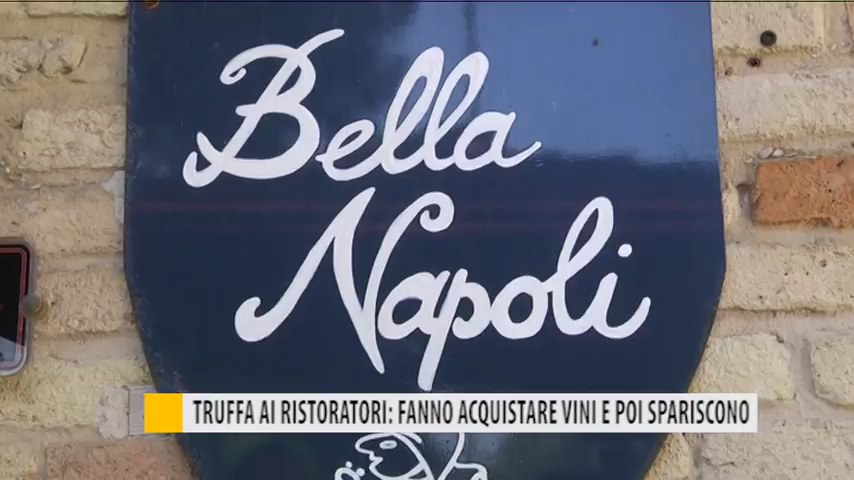 Bella
Napoli
TRUFFA AI RISTORATORI: FANNO ACQUISTARE VINI E POI SPARISCONO